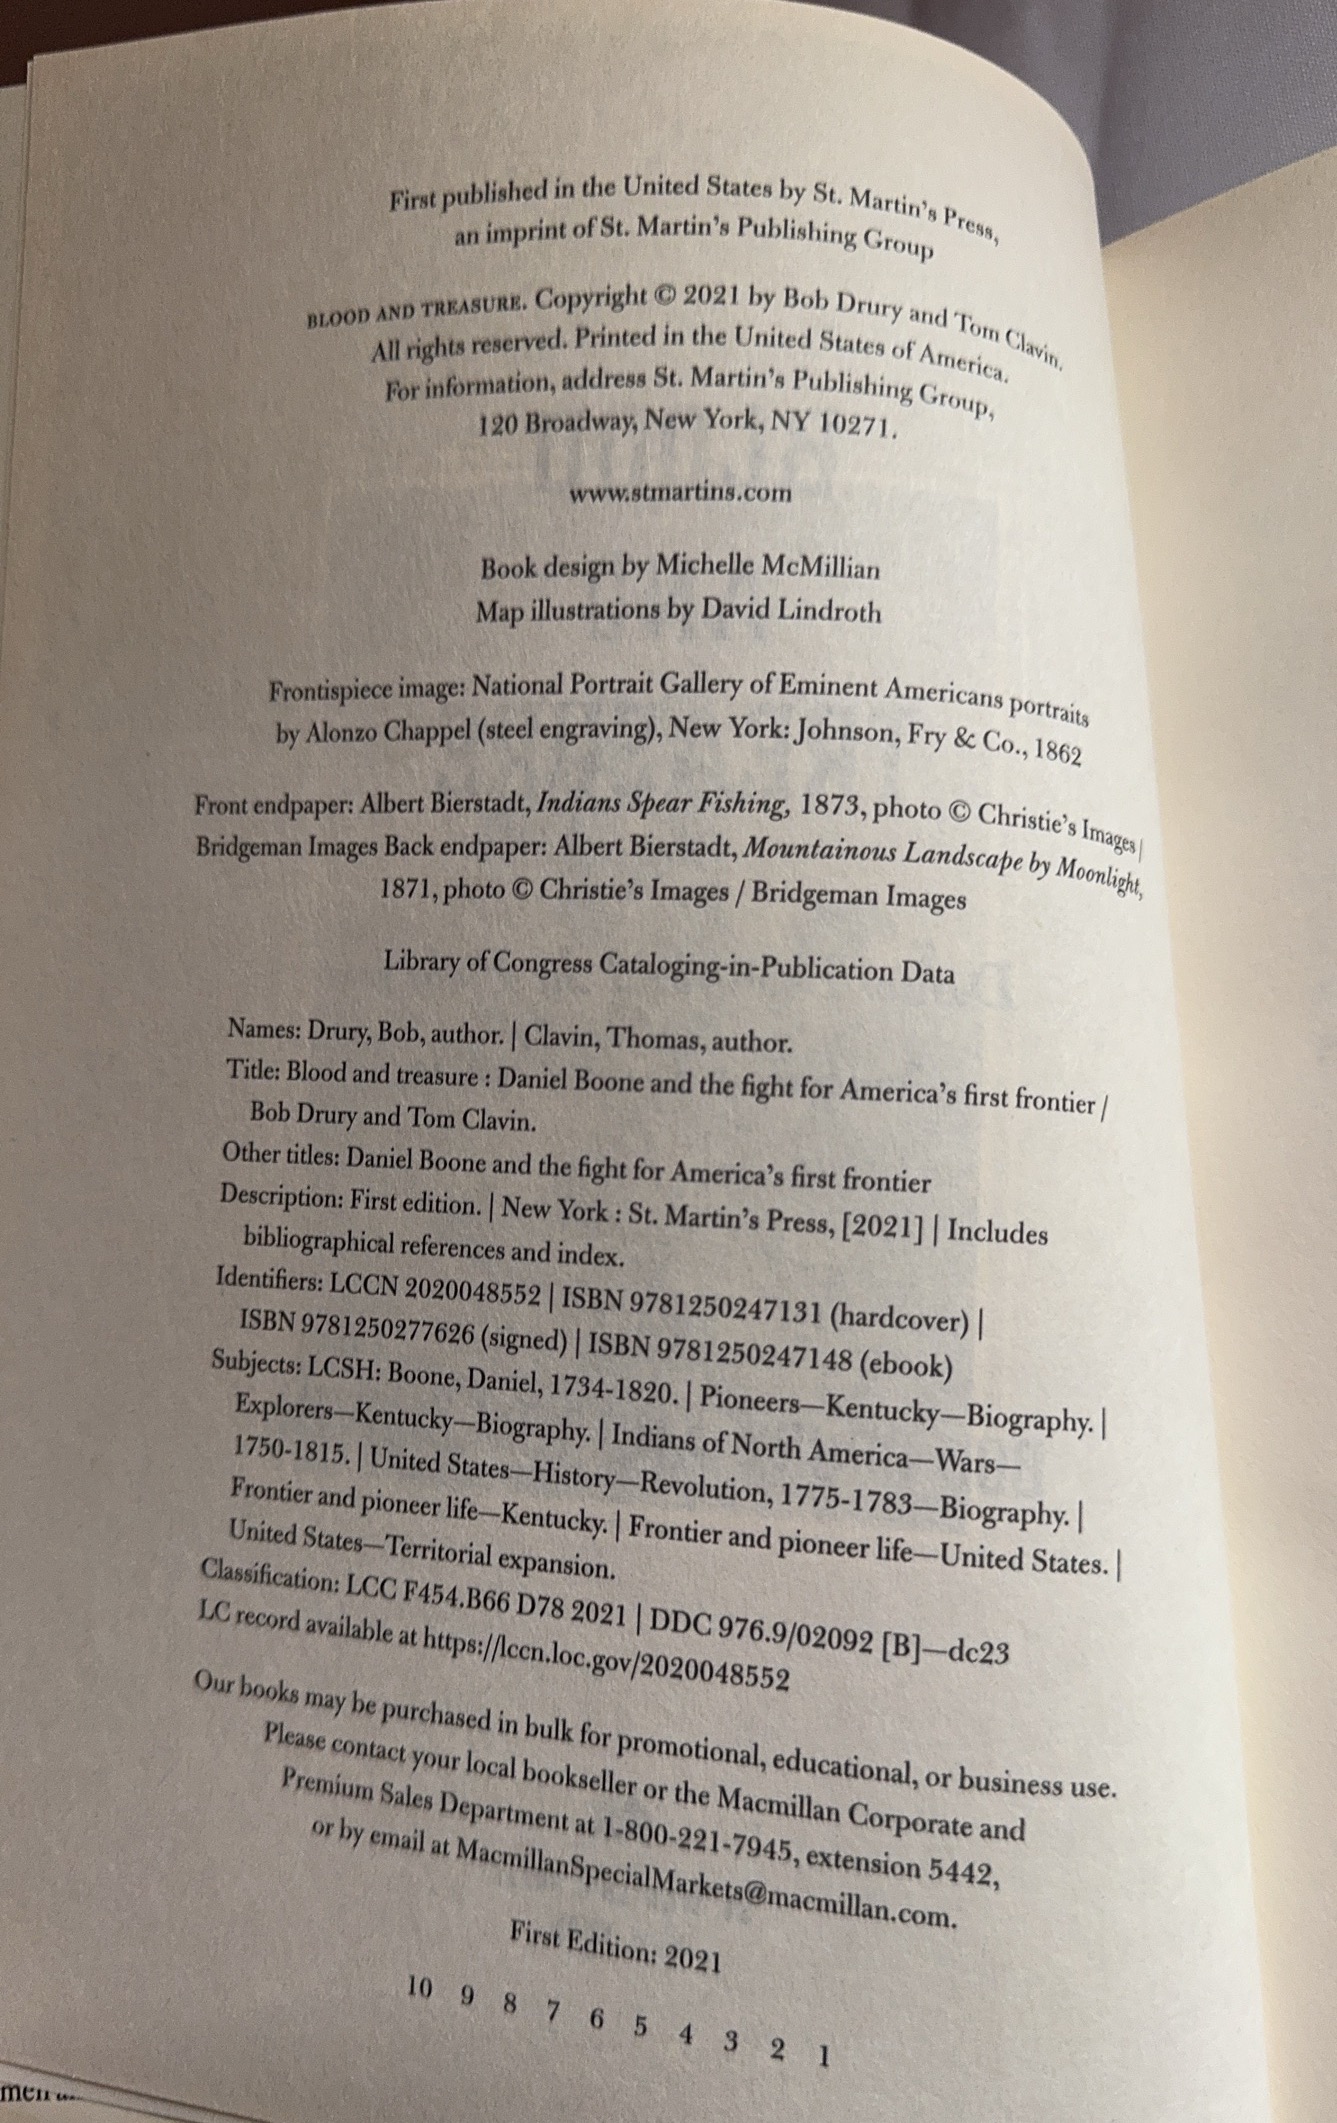 First published in the United States by St. Martin's Press,
an imprint of St. Martin's Publishing Group
BLOOD AND TREASURE. Copyright © 2021 by Bob Drury and Tom Clavin.
All rights reserved. Printed in the United States of America.
For information, address St. Martin's Publishing Group,
120 Broadway, New York, NY 10271.
www.stmartins.com
Book design by Michelle McMillian
Map illustrations by David Lindroth
Frontispiece image: National Portrait Gallery of Eminent Americans portraits
by Alonzo Chappel (steel engraving), New York: Johnson, Fry & Co., 1862
Front endpaper: Albert Bierstadt, Indians Spear Fishing, 1873, photo © Christie's Images/
Bridgeman Images Back endpaper: Albert Bierstadt, Mountainous Landscape by Moonlight,
1871, photo © Christie's Images / Bridgeman Images
Library of Congress Cataloging-in-Publication Data
Names: Drury, Bob, author. | Clavin, Thomas, author.
Title: Blood and treasure : Daniel Boone and the fight for America's first frontier /
Bob Drury and Tom Clavin.
Other titles: Daniel Boone and the fight for America's first frontier
Description: First edition. | New York : St. Martin's Press, [2021] | Includes
bibliographical references and index.
Identifiers: LCCN 2020048552 | ISBN 9781250247131 (hardcover) |
ISBN 9781250277626 (signed) | ISBN 9781250247148 (ebook)
Subjects: LCSH: Boone, Daniel, 1734-1820. | Pioneers—Kentucky—Biography. |
Explorers—Kentucky—Biography. | Indians of North America—Wars—
1750-1815. | United States—History—Revolution, 1775-1783—Biography. |
Frontier and pioneer life—Kentucky. | Frontier and pioneer life—United States. |
United States—Territorial expansion.
Classification: LCC F454.B66 D78 2021 | DDC 976.9/02092 [B]—dc23
LC record available at https://lccn.loc.gov/2020048552
Our books may be purchased in bulk for promotional, educational, or business use.
Please contact your local bookseller or the Macmillan Corporate and
Premium Sales Department at 1-800-221-7945, extension 5442,
or by email at MacmillanSpecialMarkets@macmillan.com.
First Edition: 2021
10 9 8 7 6 5 4 3 2 1